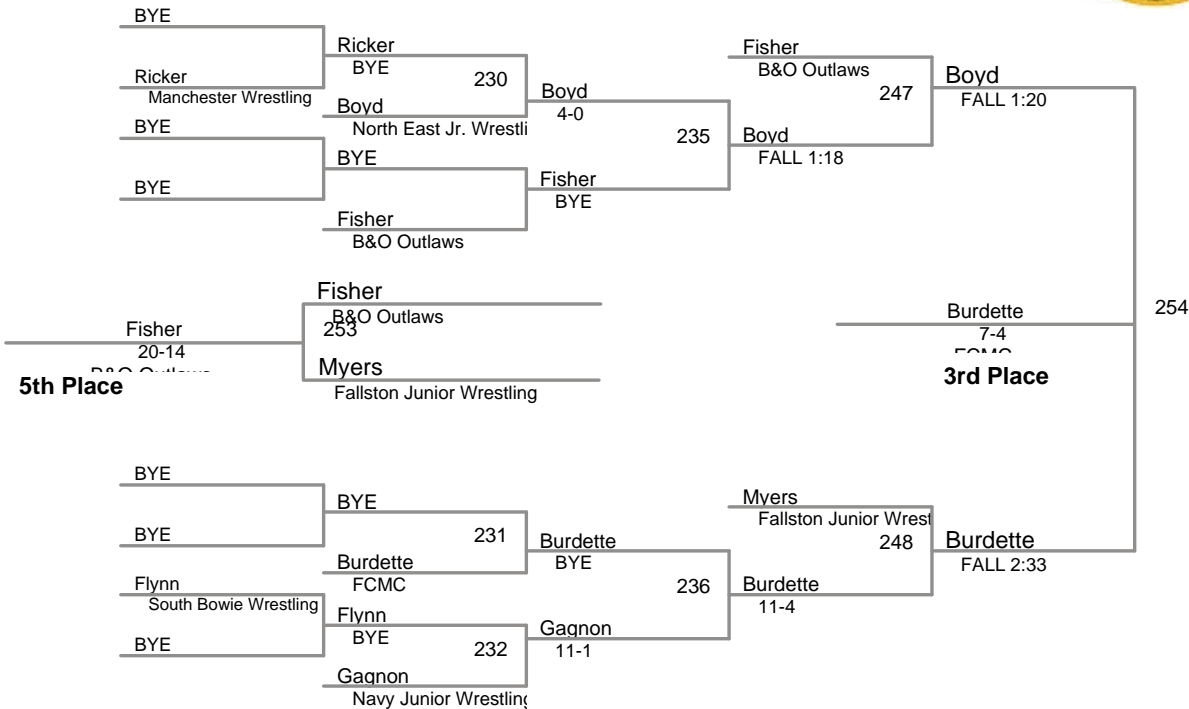 BYE
Ricker
Manchester Wrestling
BYE
BYE
Ricker
BYE
230
Boyd
North East Jr. Wrestli
BYE
Fisher
B&O Outlaws
Boyd
4-0
235
Fisher
BYE
Fisher
B&O Outlaws
247
Boyd
FALL 1:18
Boyd
FALL 1:20
254
Fisher
B&O Outlaws
253
Myers
Fallston Junior Wrestling
Fisher
20-14
B&O Outlaws
5th Place
Burdette
7-4
FCMC
3rd Place
BYE
BYE
Flynn
South Bowie Wrestling
BYE
BYE
231
Burdette
FCMC
Flynn
BYE
232
Gagnon
Navy Junior Wrestling
Burdette
BYE
236
Gagnon
11-1
Myers
Fallston Junior Wrest
248
Burdette
11-4
Burdette
FALL 2:33